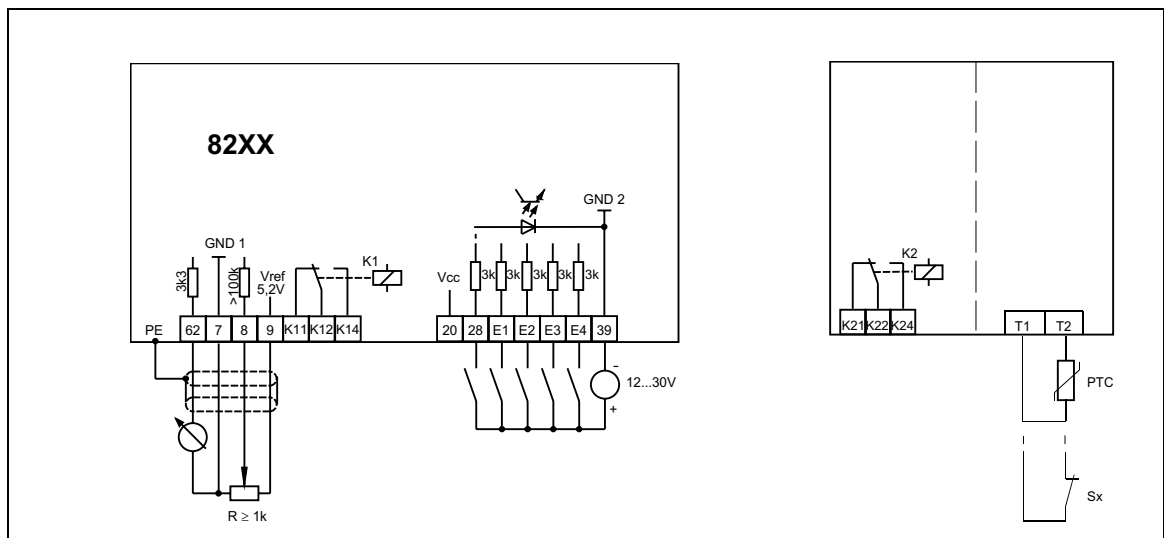 82XX
GND 1
3k3
>100k
Vref
5,2V
K1
PE
62 7 8 9 K11 K12 K14
R ≥ 1k
GND 2
Vcc
3k 3k 3k 3k 3k
20 28 E1 E2 E3 E4 39
-
12...30V
+
K2
K21 K22 K24
T1 T2
PTC
Sx